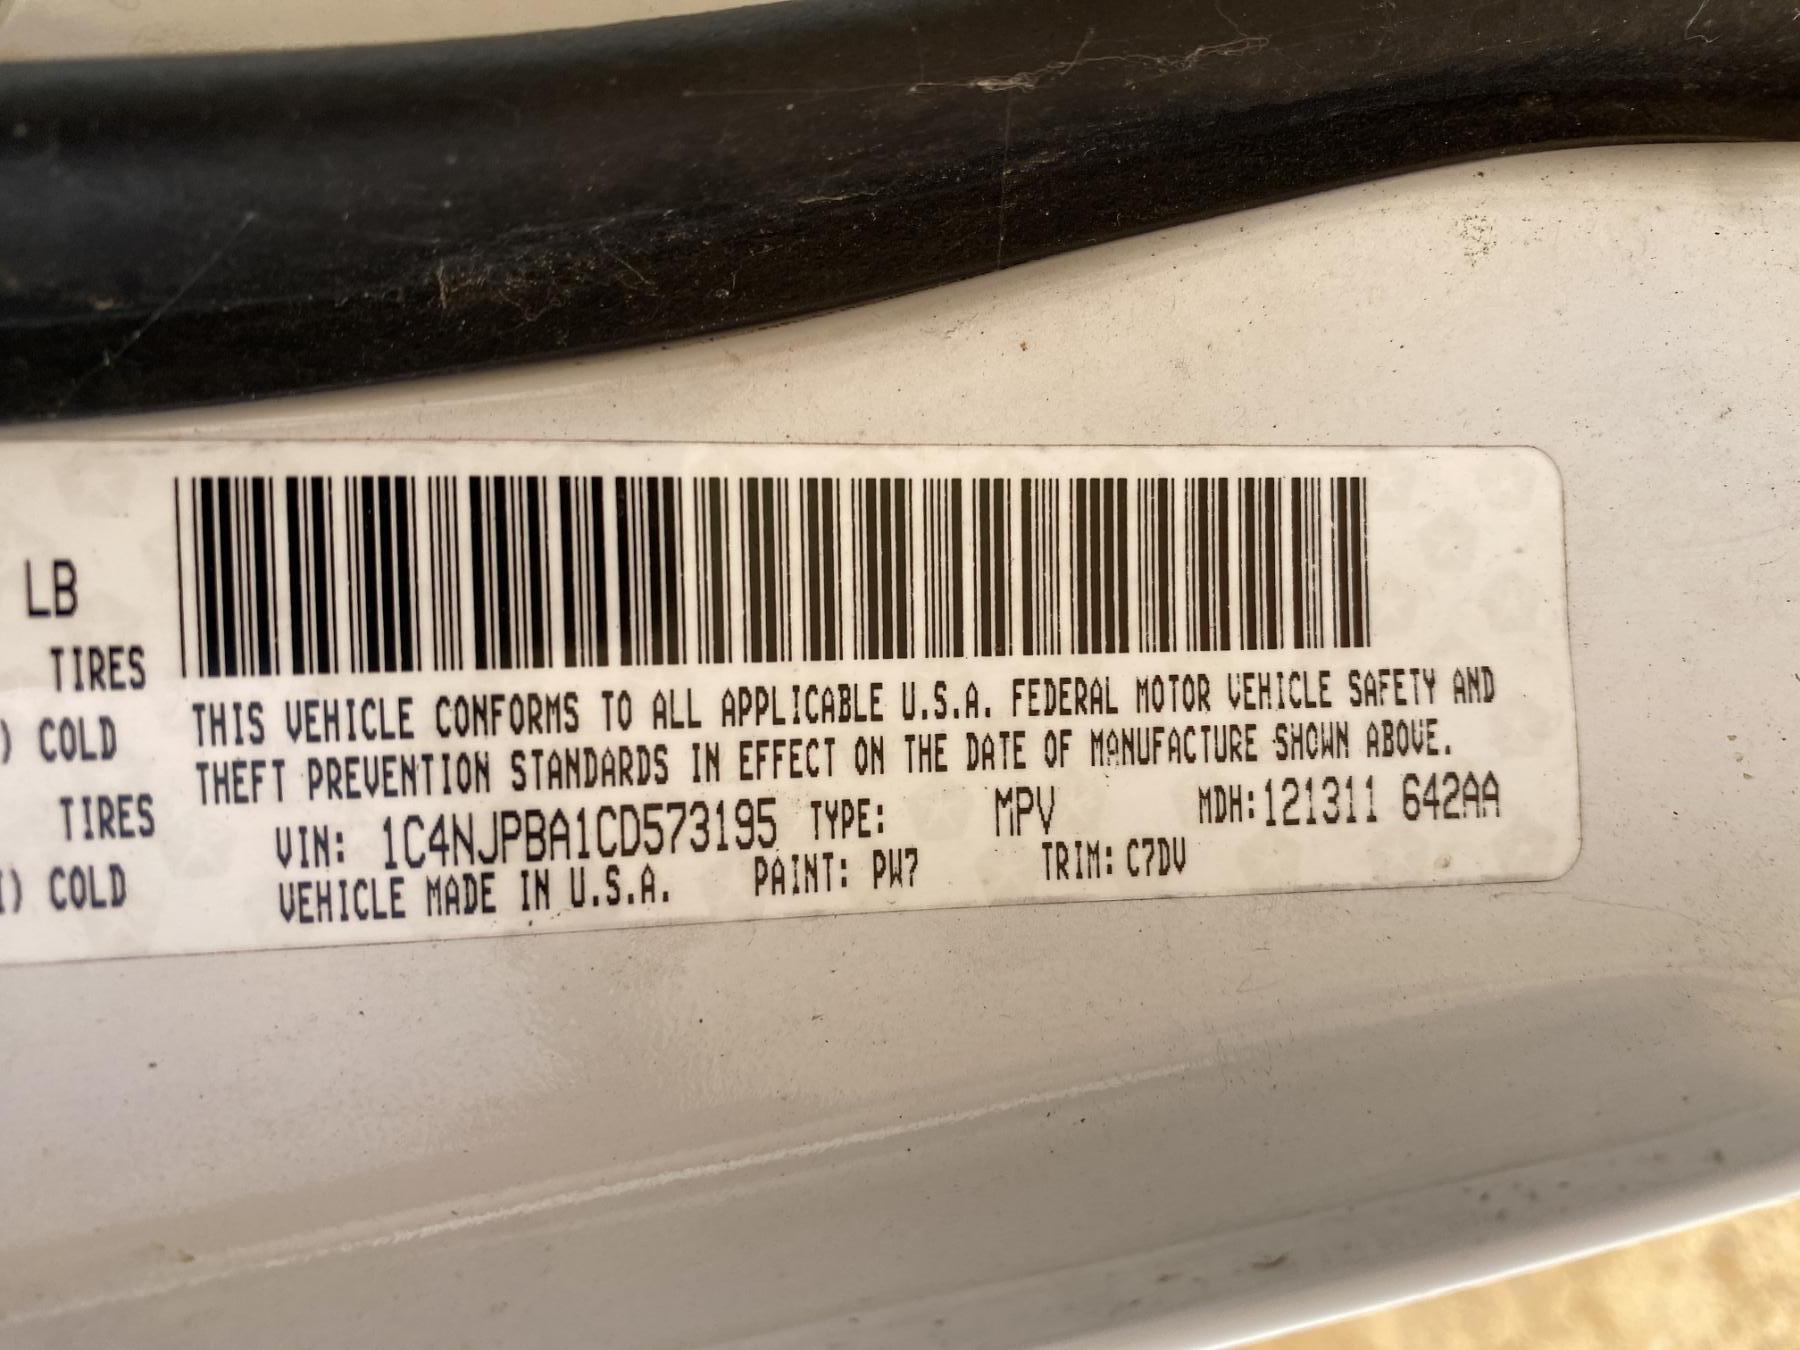 LB
TIRES
) COLD
TIRES
I) COLD
THIS VEHICLE CONFORMS TO ALL APPLICABLE U.S.A. FEDERAL MOTOR VEHICLE SAFETY AND
THEFT PREVENTION STANDARDS IN EFFECT ON THE DATE OF MANUFACTURE SHOWN ABOVE.
VIN: 1C4NJPBA1CD573195 TYPE: MPV MDH:121311 642AA
VEHICLE MADE IN U.S.A. PAINT: PW7 TRIM: C7DV